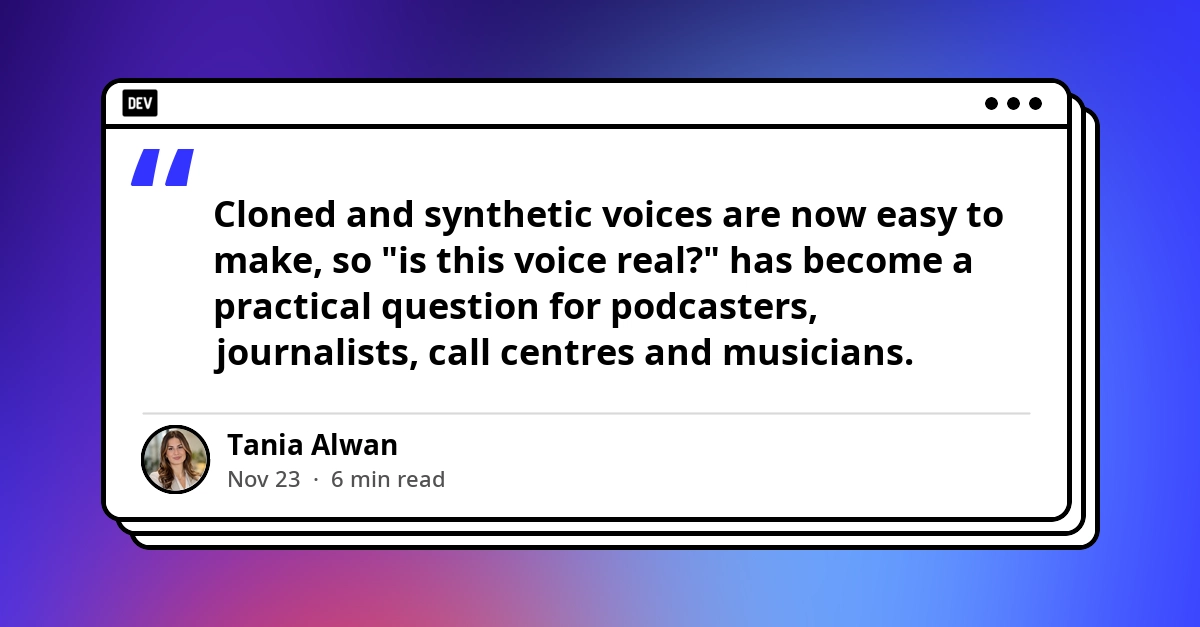 DEV
Cloned and synthetic voices are now easy to
make, so "is this voice real?" has become a
practical question for podcasters,
journalists, call centres and musicians.
Tania Alwan
Nov 23 · 6 min read